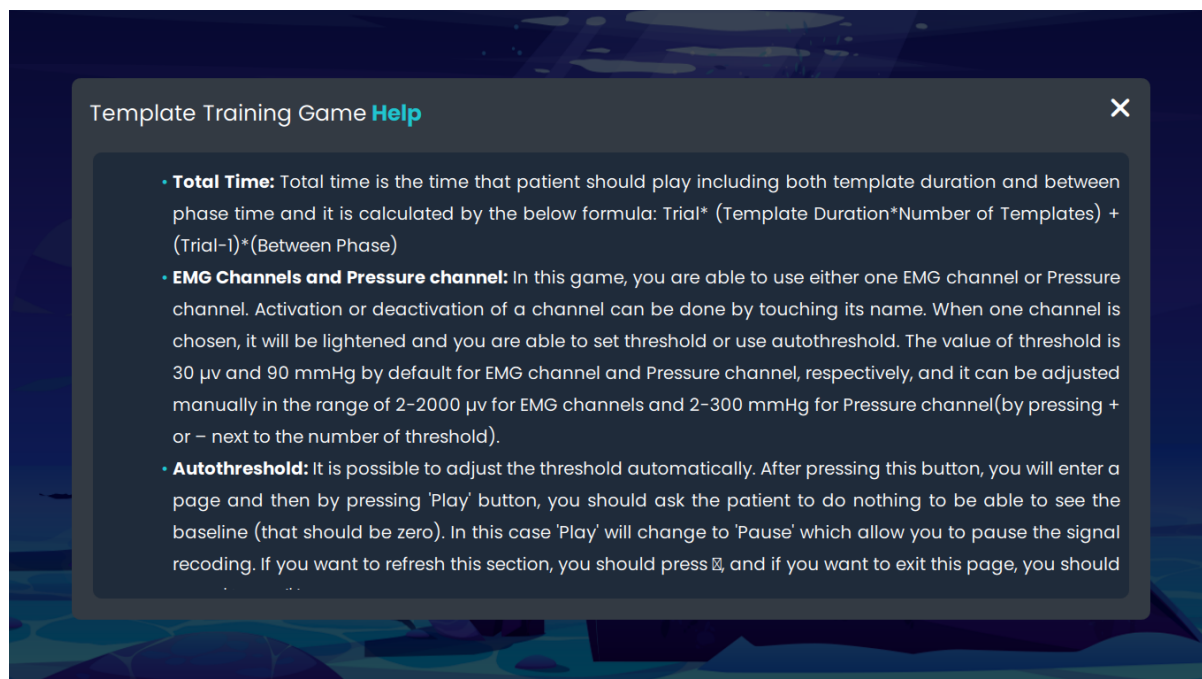 Template Training Game Help
• Total Time: Total time is the time that patient should play including both template duration and between
phase time and it is calculated by the below formula: Trial* (Template Duration*Number of Templates) +
(Trial-1)*(Between Phase)
• EMG Channels and Pressure channel: In this game, you are able to use either one EMG channel or Pressure
channel. Activation or deactivation of a channel can be done by touching its name. When one channel is
chosen, it will be lightened and you are able to set threshold or use autothreshold. The value of threshold is
30 μv and 90 mmHg by default for EMG channel and Pressure channel, respectively, and it can be adjusted
manually in the range of 2-2000 μv for EMG channels and 2-300 mmHg for Pressure channel(by pressing +
or – next to the number of threshold).
• Autothreshold: It is possible to adjust the threshold automatically. After pressing this button, you will enter a
page and then by pressing 'Play' button, you should ask the patient to do nothing to be able to see the
baseline (that should be zero). In this case 'Play' will change to 'Pause' which allow you to pause the signal
recoding. If you want to refresh this section, you should press , and if you want to exit this page, you should